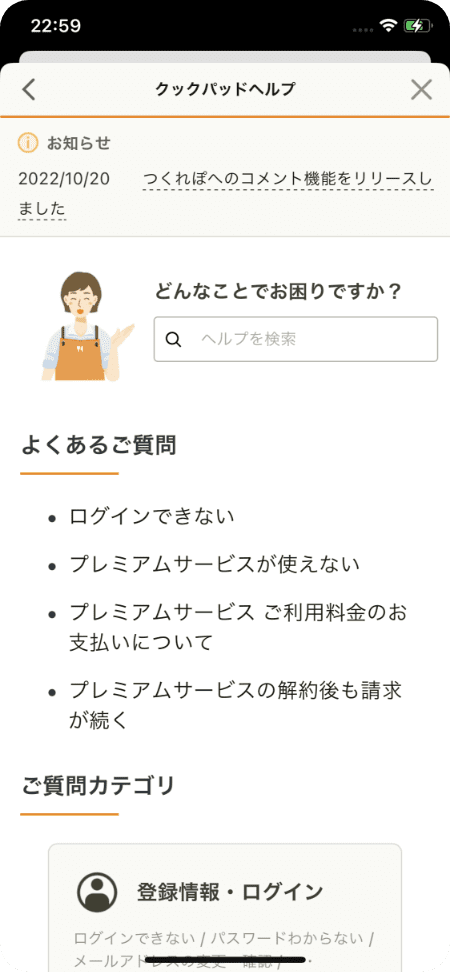 22:59
クックパッドヘルプ
お知らせ
2022/10/20 つくれぽへのコメント機能をリリースし
ました
どんなことでお困りですか？
ヘルプを検索
よくあるご質問
• ログインできない
• プレミアムサービスが使えない
• プレミアムサービス ご利用料金のお
支払いについて
• プレミアムサービスの解約後も請求
が続く
ご質問カテゴリ
登録情報・ログイン
ログインできない / パスワードわからない /
メールアドレスの変更・確認 /